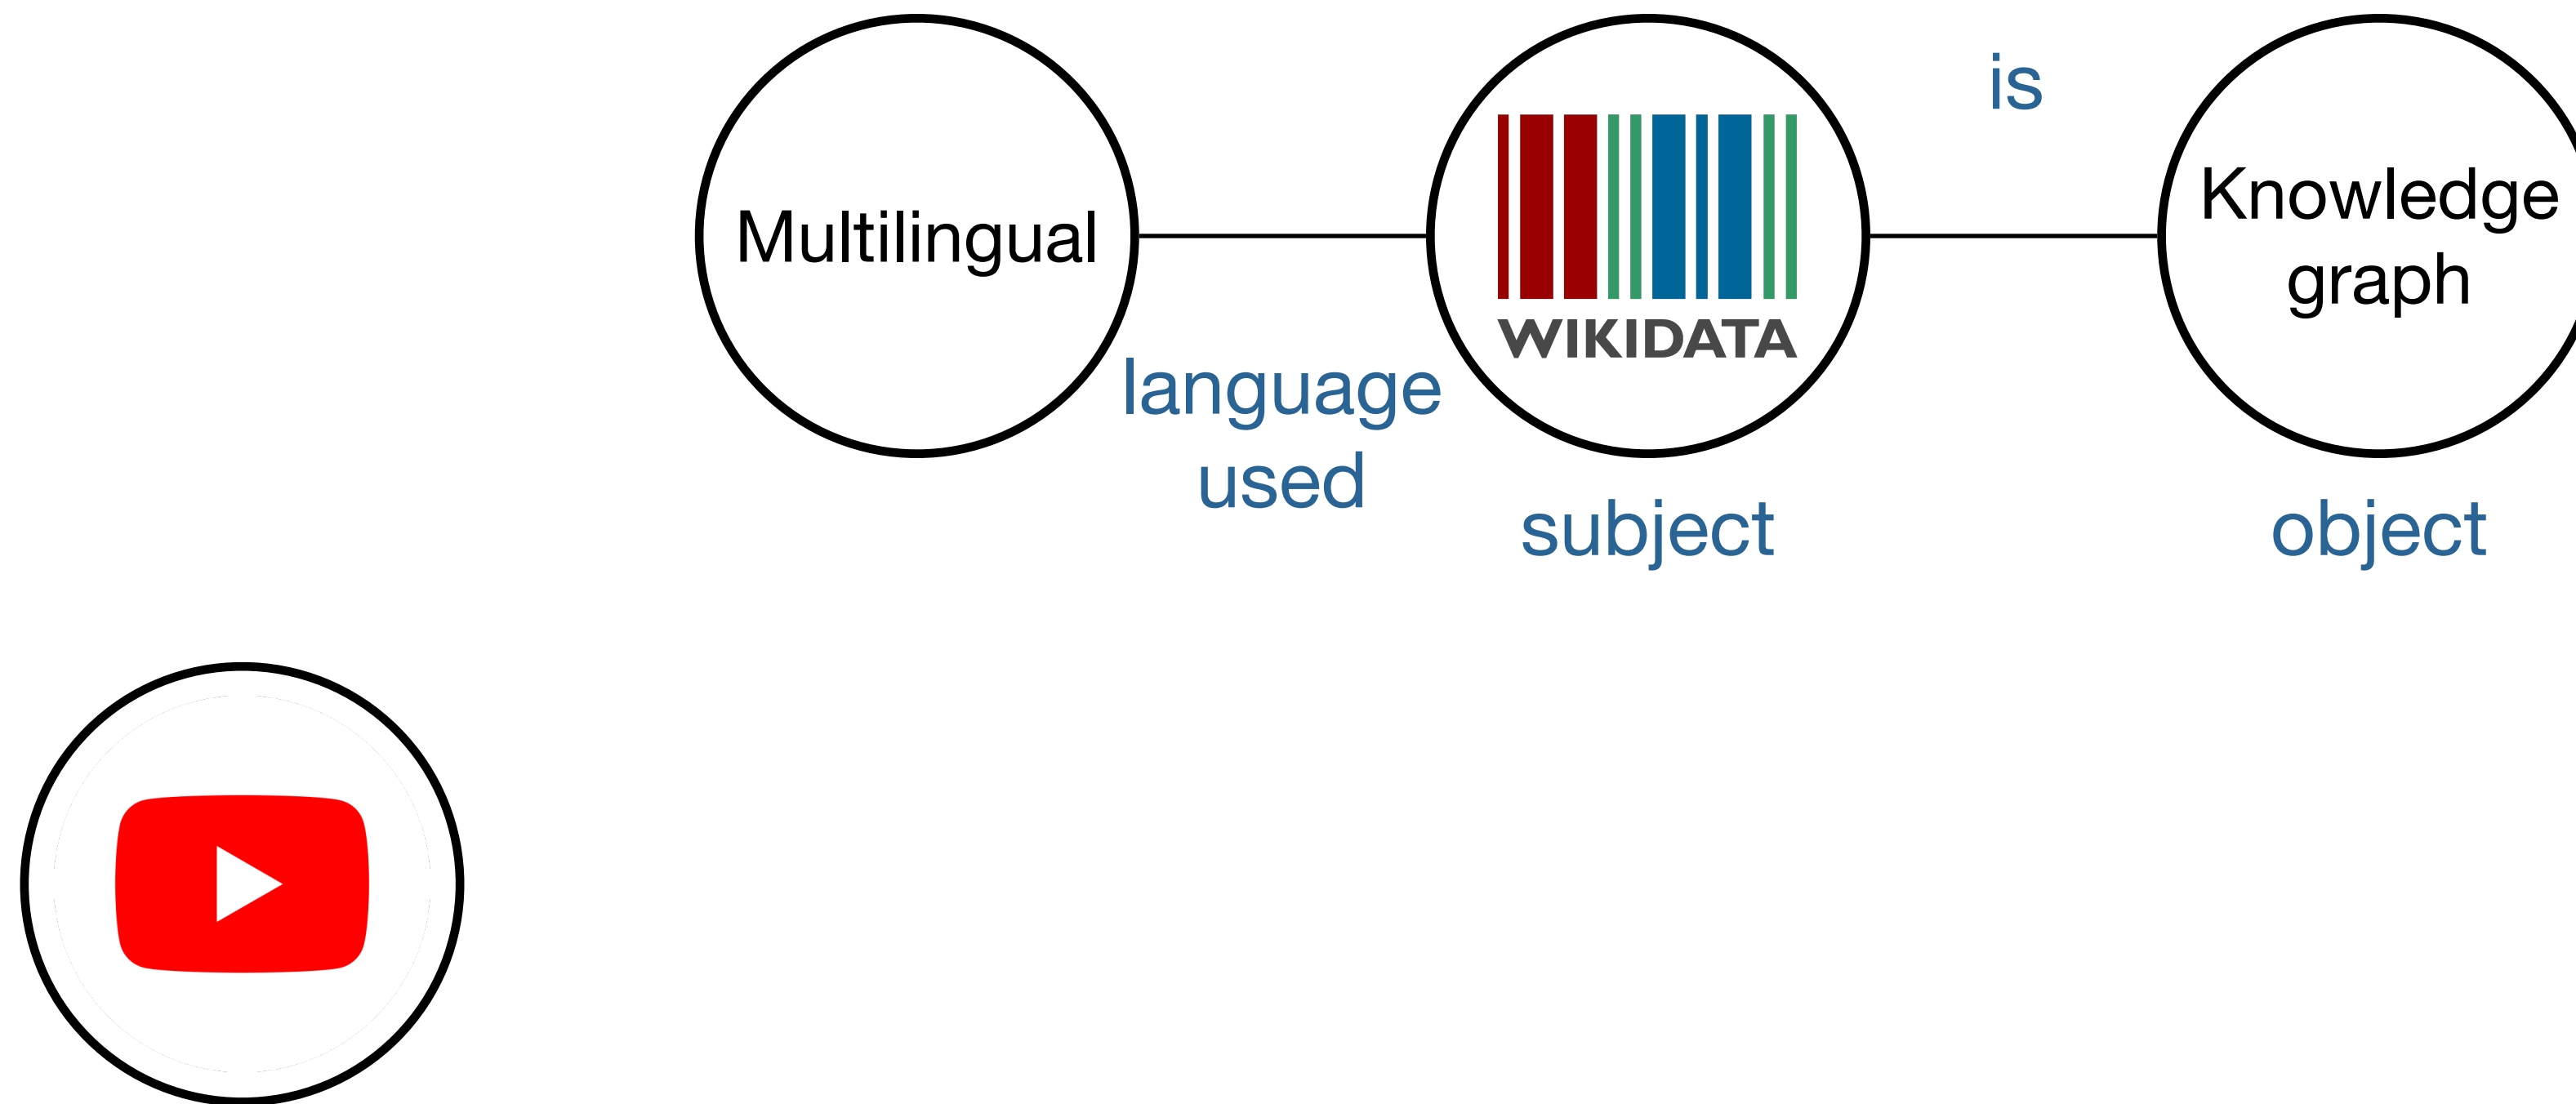 is
Multilingual
WIKIDATA
Knowledge
graph
language
used
subject
object